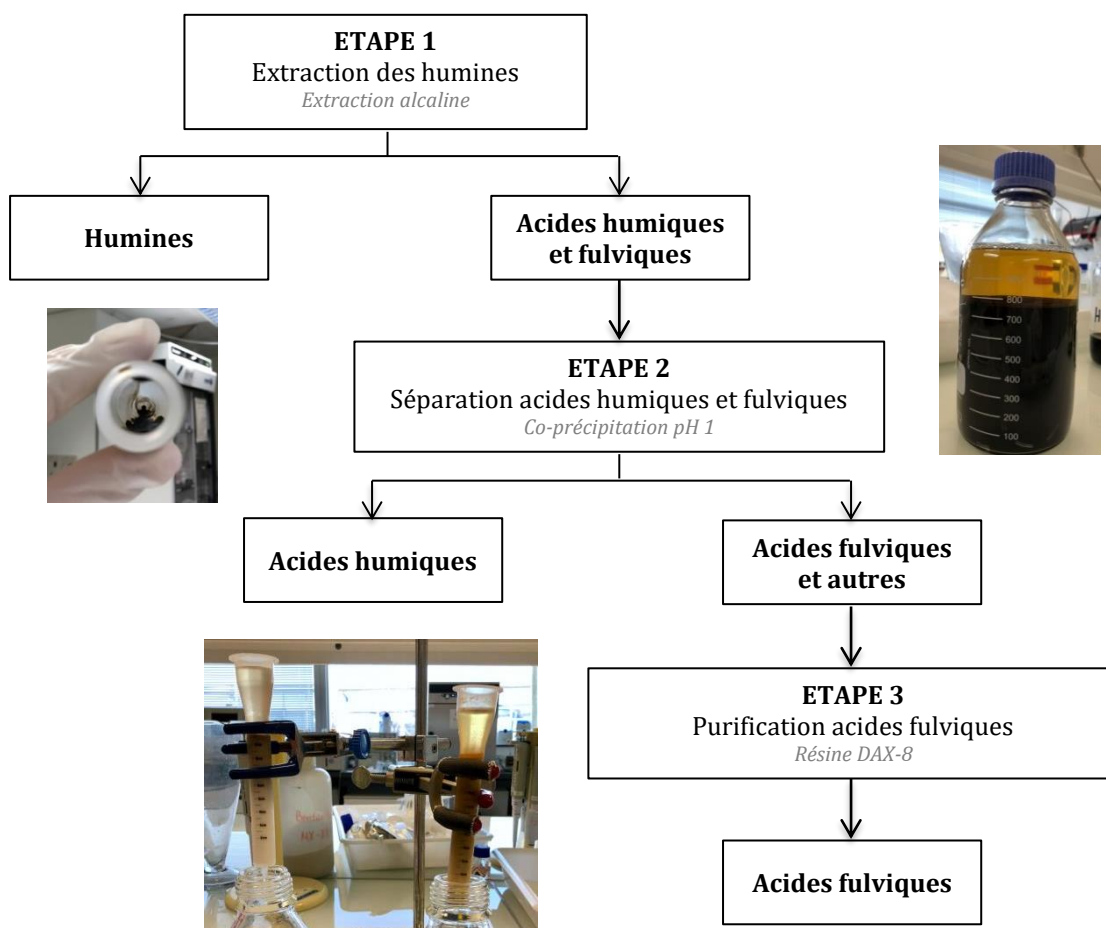 ETAPE 1
Extraction des humines
Extraction alcaline
Humines
Acides humiques
et fulviques
800
700
600
500
400
300
200
100
ETAPE 2
Séparation acides humiques et fulviques
Co-précipitation pH 1
Acides humiques
Acides fulviques
et autres
ETAPE 3
Purification acides fulviques
Résine DAX-8
Acides fulviques